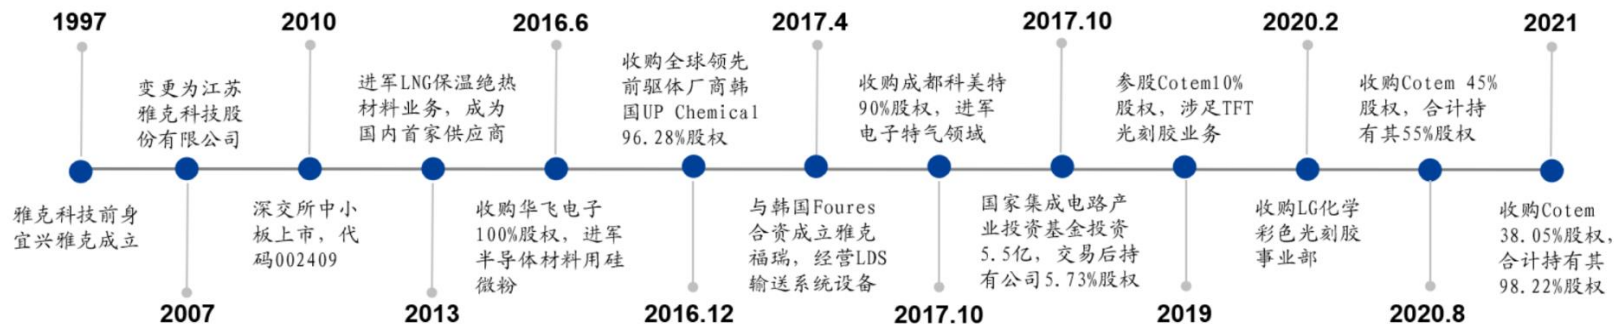 1997
雅克科技前身
宜兴雅克成立
变更为江苏
雅克科技股
份有限公司
2007
2010
深交所中小
板上市，代
码002409
进军LNG保温绝热
材料业务，成为
国内首家供应商
2013
2016.6
收购华飞电子
100%股权，进军
半导体材料用硅
微粉
收购全球领先
前驱体厂商韩
国UP Chemical
96.28%股权
2016.12
2017.4
与韩国Foures
合资成立雅克
福瑞，经营LDS
输送系统设备
收购成都科美特
90%股权，进军
电子特气领域
2017.10
2017.10
国家集成电路产
业投资基金投资
5.5亿，交易后持
有公司5.73%股权
参股Cotem10%
股权，涉足TFT
光刻胶业务
2019
2020.2
收购LG化学
彩色光刻胶
事业部
收购Cotem 45%
股权，合计持
有其55%股权
2020.8
2021
收购Cotem
38.05%股权，
合计持有其
98.22%股权